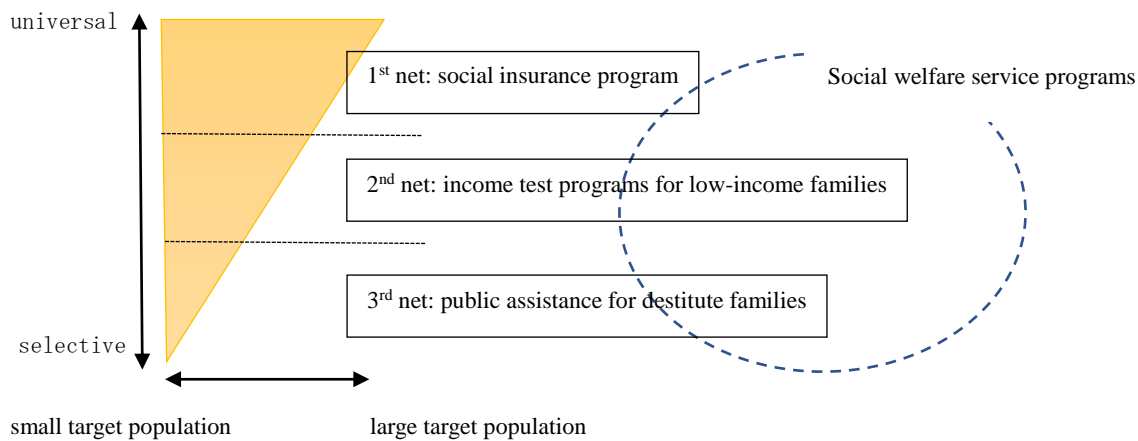 universal
1st net: social insurance program
Social welfare service programs
2nd net: income test programs for low-income families
3rd net: public assistance for destitute families
selective
small target population
large target population